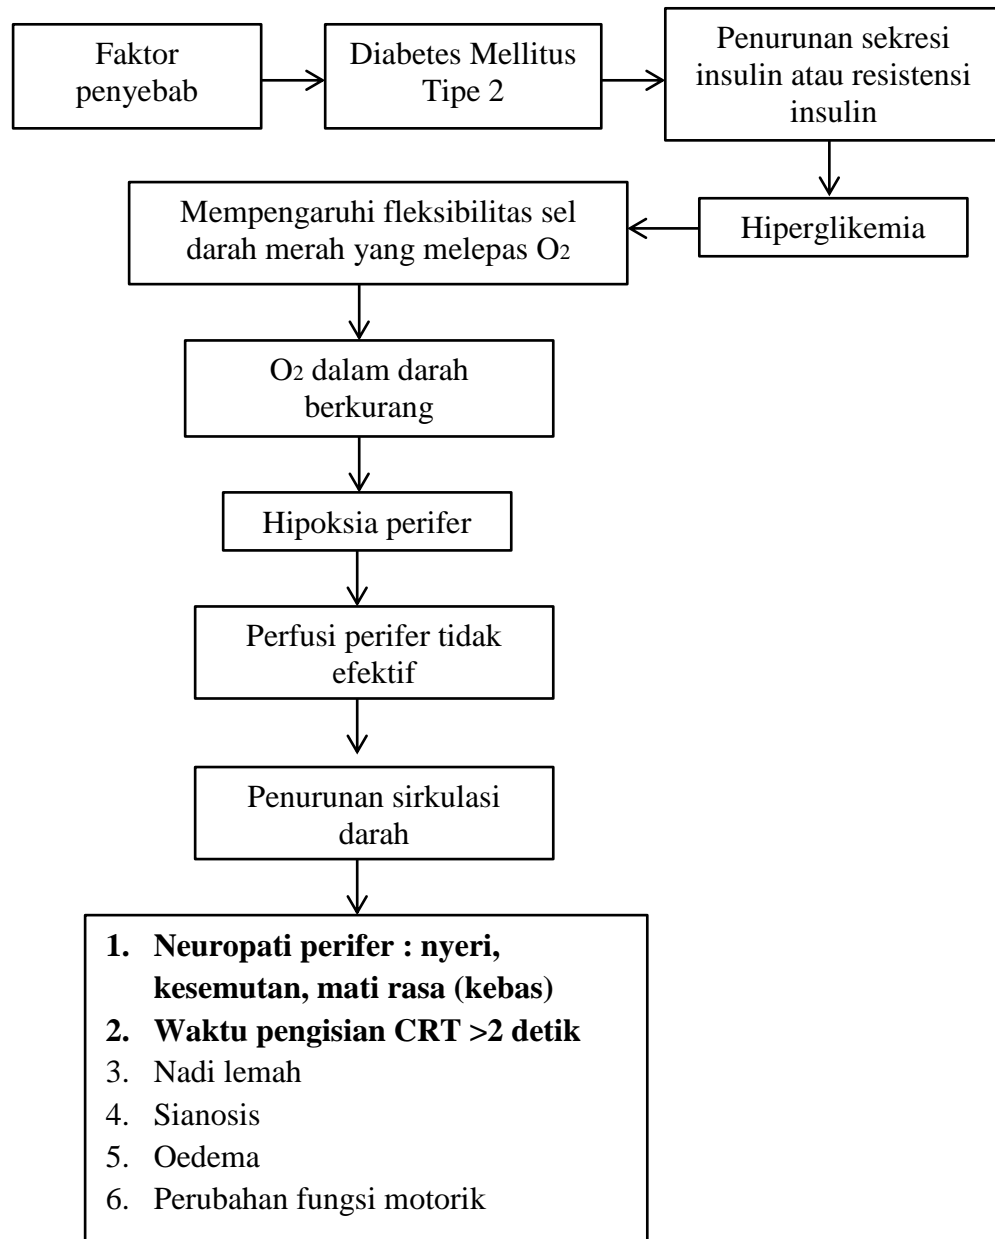 Faktor
penyebab
Diabetes Mellitus
Tipe 2
Penurunan sekresi
insulin atau resistensi
insulin
Hiperglikemia
Mempengaruhi fleksibilitas sel
darah merah yang melepas O2
O2 dalam darah
berkurang
Hipoksia perifer
Perfusi perifer tidak
efektif
Penurunan sirkulasi
darah
1. Neuropati perifer : nyeri,
kesemutan, mati rasa (kebas)
2. Waktu pengisian CRT >2 detik
3. Nadi lemah
4. Sianosis
5. Oedema
6. Perubahan fungsi motorik